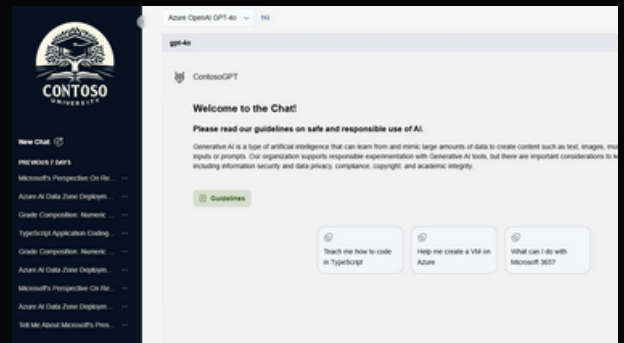 CONTOSO
UNIVERSITY
New Chat
PREVIOUS 7 DAYS
Microsoft's Perspective On Re... ...
Azure AI Data Zone Deploym... ...
Grade Composition: Numeric ... ...
TypeScript Application Coding... ...
Grade Composition: Numeric ... ...
Azure AI Data Zone Deploym... ...
Microsoft's Perspective On Re... ...
Azure AI Data Zone Deploym... ...
Tell Me About Microsoft's Pres... ...
Azure OpenAI GPT-4o Hi
gpt-4o
ContosoGPT
Welcome to the Chat!
Please read our guidelines on safe and responsible use of AI.
Generative AI is a type of artificial intelligence that can learn from and mimic large amounts of data to create content such as text, images, mus
inputs or prompts. Our organization supports responsible experimentation with Generative AI tools, but there are important considerations to k
including information security and data privacy, compliance, copyright, and academic integrity.
Guidelines
Teach me how to code
in TypeScript
Help me create a VM on
Azure
What can I do with
Microsoft 365?